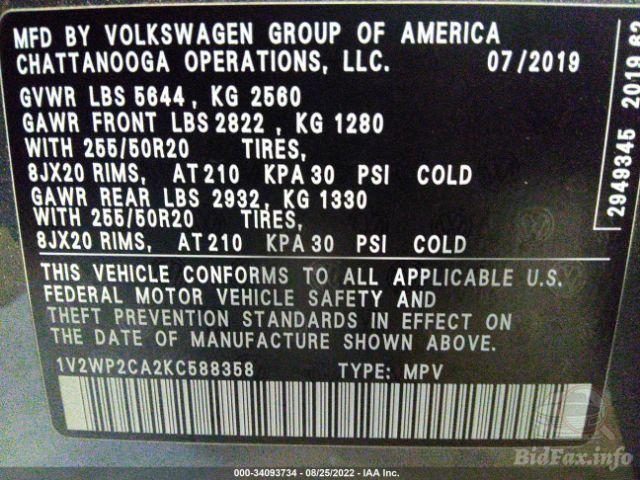 MFD BY VOLKSWAGEN GROUP OF AMERICA
CHATTANOOGA OPERATIONS, LLC. 07/2019
GVWR LBS 5644, KG 2560
GAWR FRONT LBS 2822, KG 1280
WITH 255/50R20 TIRES,
8JX20 RIMS, AT 210 KPA 30 PSI COLD
GAWR REAR LBS 2932, KG 1330
WITH 255/50R20 TIRES,
8JX20 RIMS, AT 210 KPA 30 PSI COLD
THIS VEHICLE CONFORMS TO ALL APPLICABLE U.S.
FEDERAL MOTOR VEHICLE SAFETY AND
THEFT PREVENTION STANDARDS IN EFFECT ON
THE DATE OF MANUFACTURE SHOWN ABOVE
1V2WP2CA2KC588358 TYPE: MPV
2949345 2019
000-34093734 - 08/25/2022 - IAA Inc.
BidFax.info